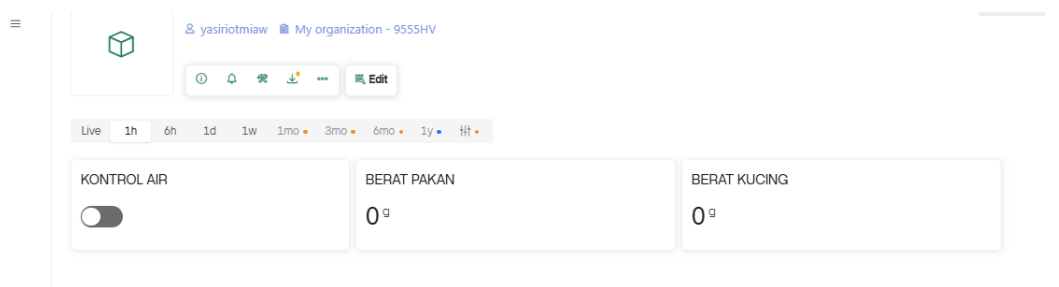 yasiriotmiaw My organization - 9555HV
Edit
Live 1h 6h 1d 1w 1mo 3mo 6mo 1y
KONTROL AIR
BERAT PAKAN
0 g
BERAT KUCING
0 g